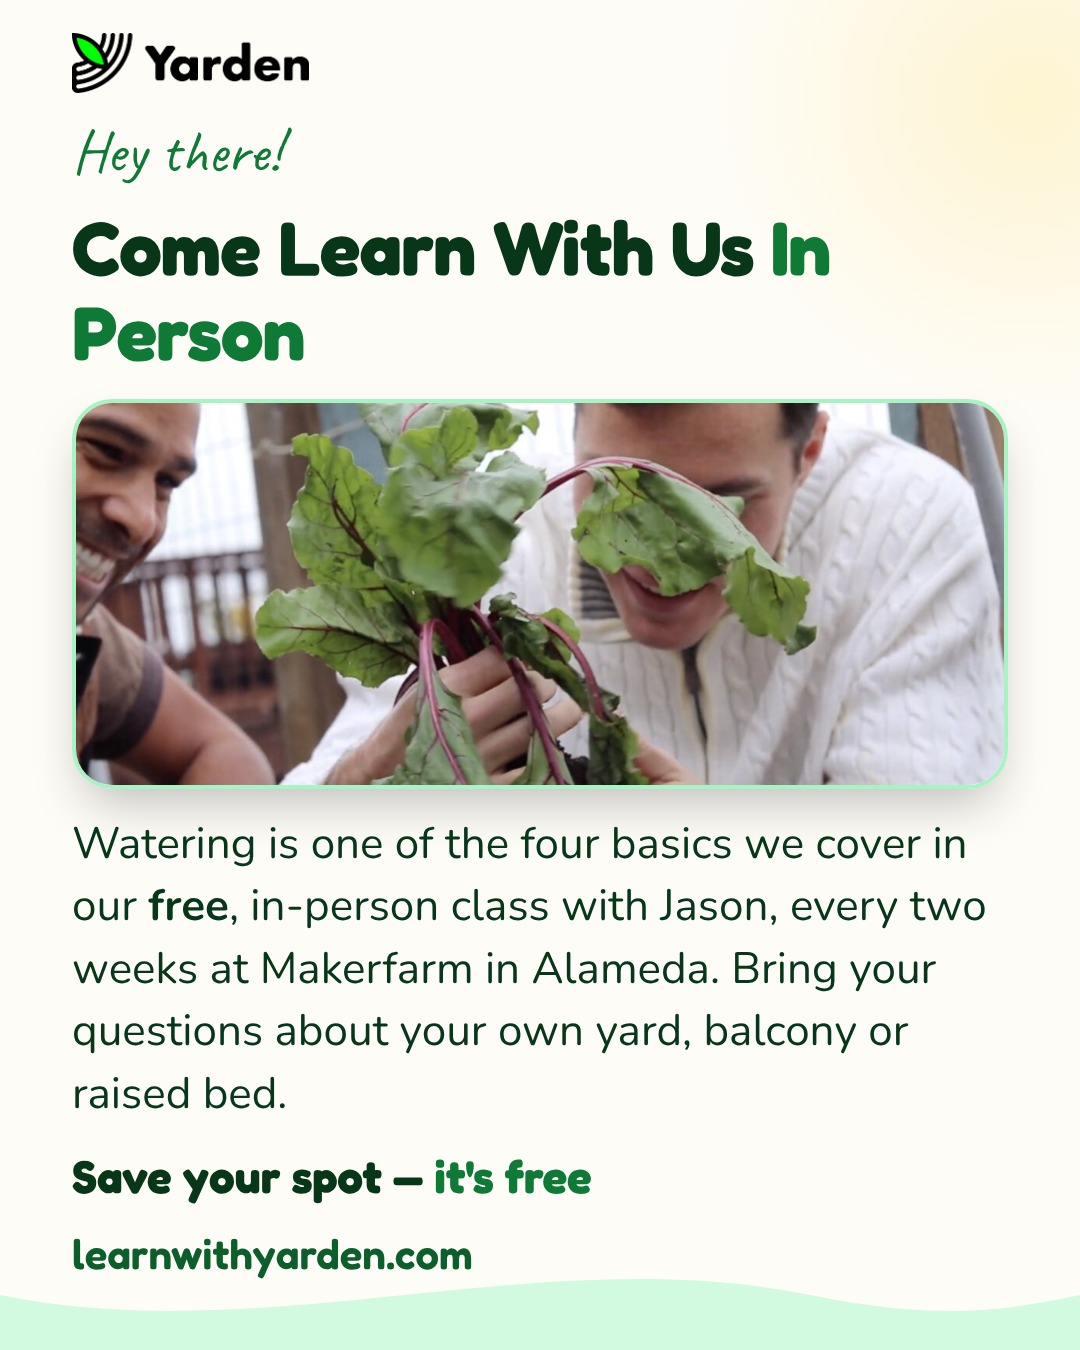 Yarden
Hey there!
Come Learn With Us In
Person
Watering is one of the four basics we cover in
our free, in-person class with Jason, every two
weeks at Makerfarm in Alameda. Bring your
questions about your own yard, balcony or
raised bed.
Save your spot — it's free
learnwithyarden.com